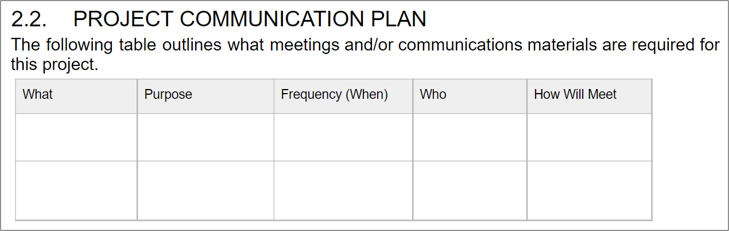 2.2. PROJECT COMMUNICATION PLAN
The following table outlines what meetings and/or communications materials are required for
this project.
What Purpose Frequency (When) Who How Will Meet